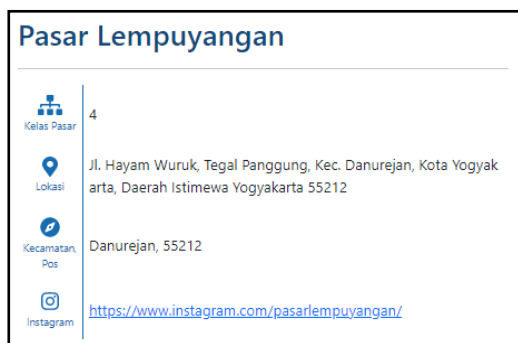 Pasar Lempuyangan
Kelas Pasar
4
Lokasi
Jl. Hayam Wuruk, Tegal Panggung, Kec. Danurejan, Kota Yogyak
arta, Daerah Istimewa Yogyakarta 55212
Kecamatan,
Pos
Danurejan, 55212
Instagram
https://www.instagram.com/pasarlempuyangan/